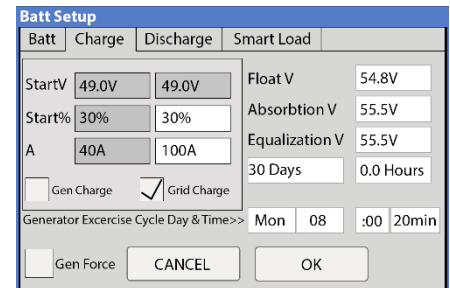 Batt Setup
Batt Charge Discharge Smart Load
StartV 49.0V 49.0V Float V 54.8V
Start% 30% 30% Absorbtion V 55.5V
A 40A 100A Equalization V 55.5V
30 Days 0.0 Hours
Gen Charge Grid Charge
Generator Excercise Cycle Day & Time>> Mon 08 :00 20min
Gen Force CANCEL OK